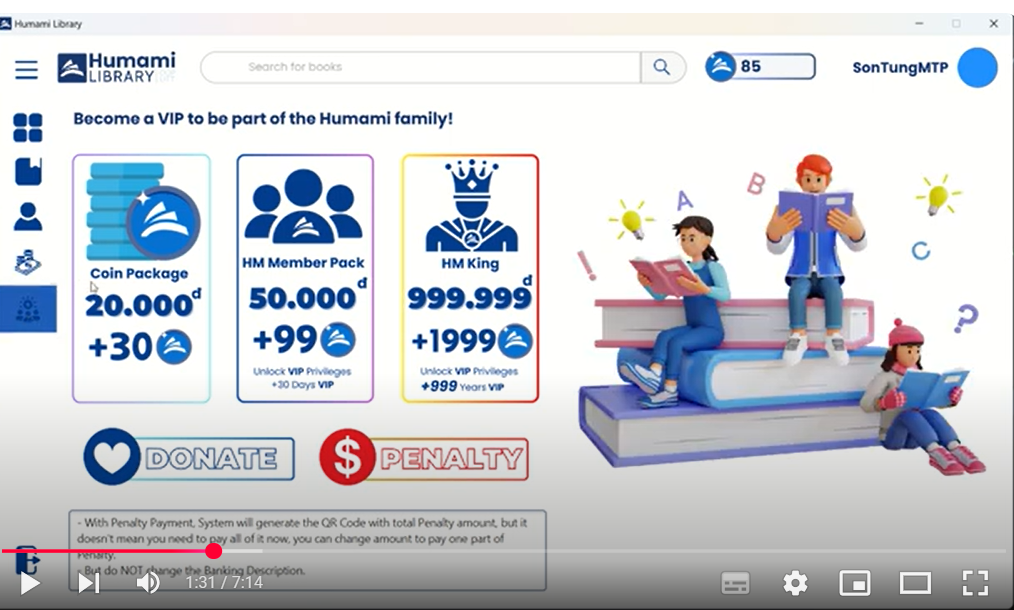 Humami Library
Humami
LIBRARY
Search for books
85
SonTungMTP
Become a VIP to be part of the Humami family!
Coin Package
20.000đ
+30
HM Member Pack
50.000đ
+99
Unlock VIP Privileges
+30 Days VIP
HM King
999.999đ
+1999
Unlock VIP Privileges
+999 Years VIP
A
B
C
!
?
DONATE
$ PENALTY
- With Penalty Payment, System will generate the QR Code with total Penalty amount, but it
doesn't mean you need to pay all of it now, you can change amount to pay one part of
Penalty.
- But do NOT change the Banking Description.
1:31 / 7:14